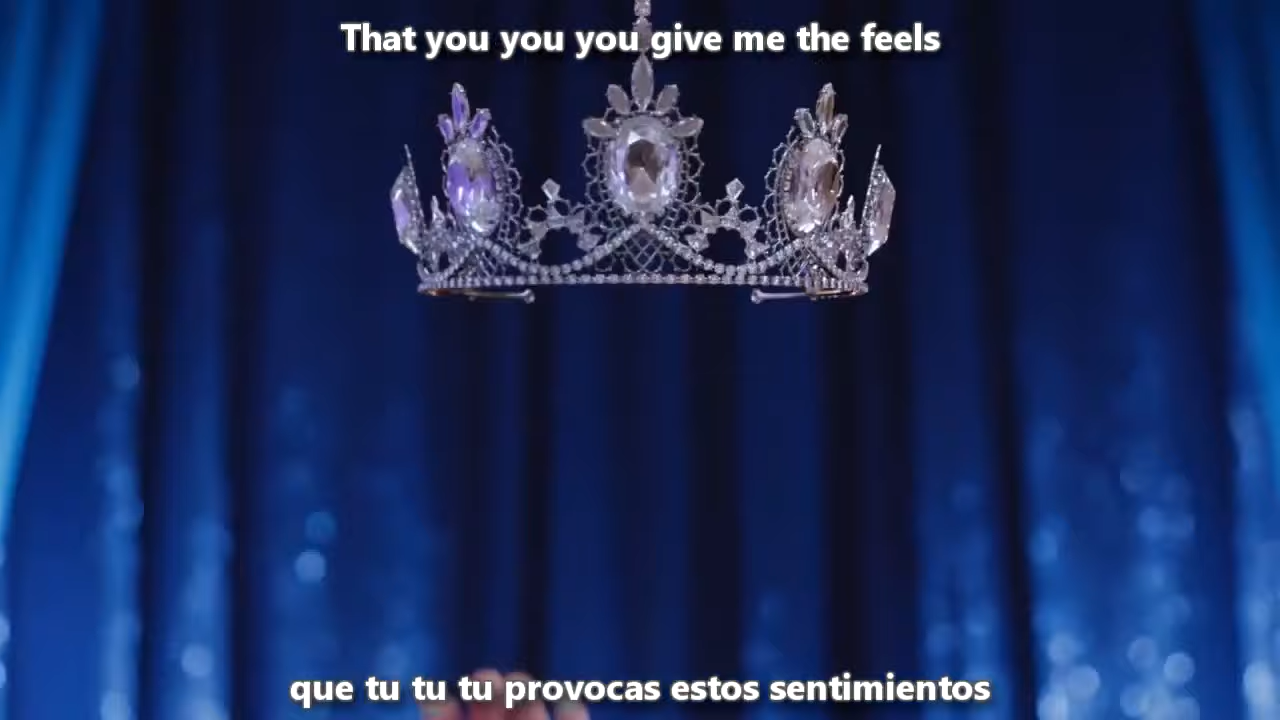 That you you you give me the feels
que tu tu tu provocas estos sentimientos